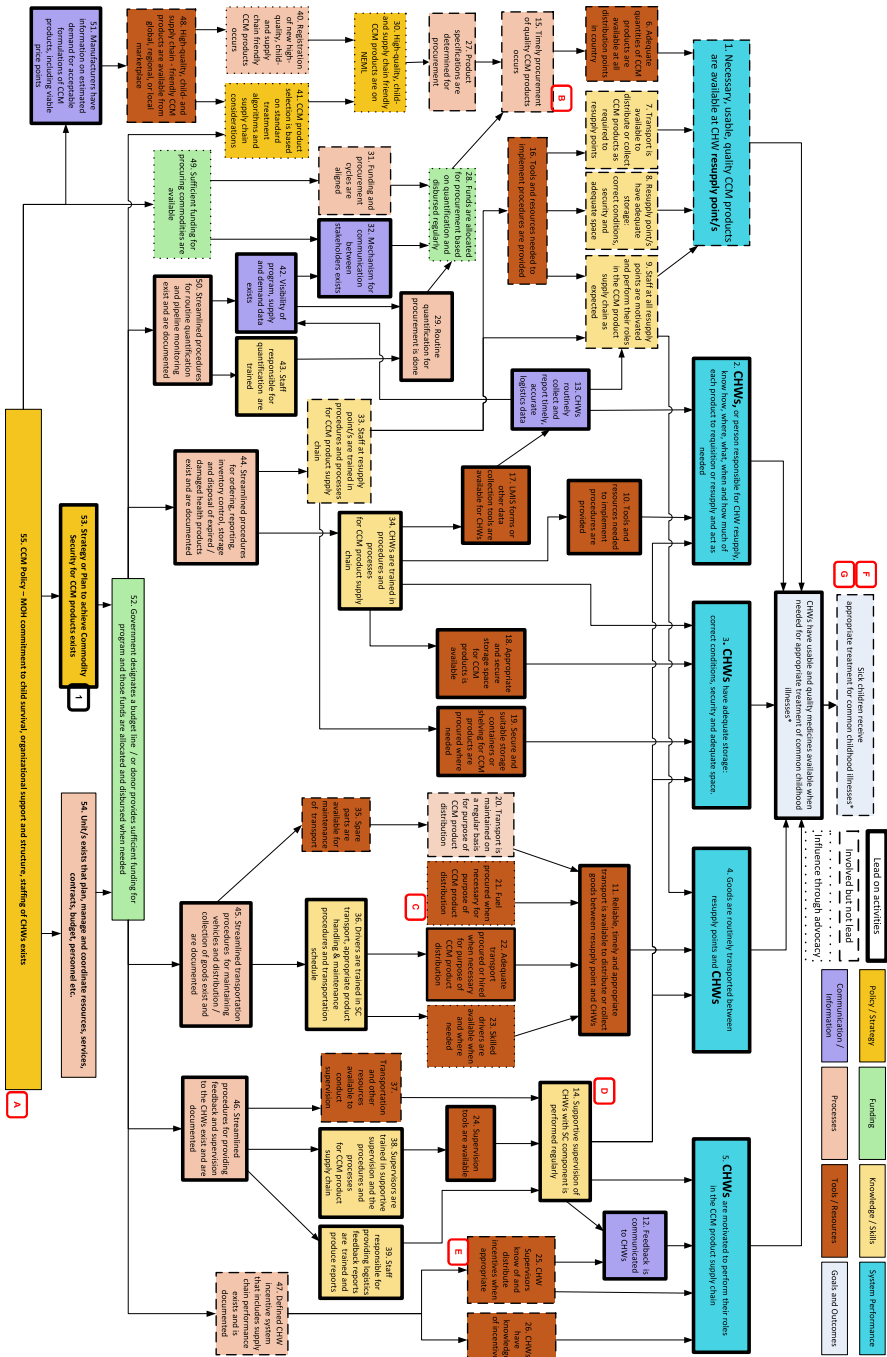 Sick children receive
appropriate treatment for common childhood illnesses*
F
G
Lead on activities
Involved but not lead
Influence through advocacy
Policy / Strategy
Funding
Knowledge / Skills
System Performance
Communication /
Information
Processes
Tools / Resources
Goals and Outcomes
CHWs have usable and quality medicines available when
needed for appropriate treatment of common childhood
illnesses*
1. Necessary, usable, quality CCM products
are available at CHW resupply point/s
2. CHWs, or person responsible for CHW resupply,
know how, where, what, when and how much of
each product to requisition or resupply and act as
needed
3. CHWs have adequate storage:
correct conditions, security and adequate space.
4. Goods are routinely transported between
resupply points and CHWs
5. CHWs are motivated to perform their roles
in the CCM product supply chain
6. Adequate
quantities of CCM
products are
available at all
distribution points
in country
7. Transport is
available to
distribute or collect
CCM products as
required to
resupply points
8. Resupply point/s
have adequate
storage:
correct conditions,
security and
adequate space
9. Staff at all resupply
points are motivated
and perform their roles
in the CCM product
supply chain as
expected
10. Tools and
resources needed
to implement
procedures are
provided
11. Reliable, timely and appropriate
transport is available to distribute or collect
goods between resupply point and CHWs
12. Feedback is
communicated
to CHWs
13. CHWs
routinely
collect and
report timely,
accurate
logistics data
14. Supportive supervision of
CHWs with SC component is
performed regularly
D
15. Timely procurement
of quality CCM products
occurs
B
16. Tools and resources needed to
implement procedures are provided
17. LMIS forms or
other data
collection tools are
available for CHWs
18. Appropriate
and secure
storage space
for CCM
products is
available
19. Secure and
suitable storage
containers or
shelving for CCM
products are
procured where
needed
20. Transport is
maintained on
a regular basis
for purpose of
CCM product
distribution
21. Fuel
procured when
necessary for
purpose of
CCM product
distribution
C
22. Adequate
transport
procured or hired
when necessary
for purpose of
CCM product
distribution
23. Skilled
drivers are
available when
and where
needed
24. Supervision
tools are available
25. CHW
Supervisors
know of and
distribute
incentives when
appropriate
E
26. CHWs
have
knowledge
of incentive
27. Product
specifications are
determined for
procurement
28. Funds are allocated
for procurement based
on quantification and
disbursed regularly
29. Routine
quantification for
procurement is done
30. High-quality, child-
and supply chain friendly
CCM products are on
NEML
31. Funding and
procurement
cycles are
aligned
32. Mechanism for
communication
between
stakeholders exists
33. Staff at resupply
point/s are trained in
procedures and processes
for CCM product supply
chain
34. CHWs are trained in
procedures and
processes
for CCM product supply
chain
35. Spare
parts are
available for
maintenance
of transport
36. Drivers are trained in SC
transport, appropriate product
handling & maintenance
procedures and transportation
schedule
37.
Transportation
and other
resources
available to
conduct
supervision
38. Supervisors are
trained in supportive
supervision and the
procedures and
processes
for CCM product
supply chain
39. Staff
responsible for
providing logistics
feedback reports
are trained and
produce reports
40. Registration
of new high-
quality, child-
and supply
chain friendly
CCM products
occurs
41. CCM product
selection is based
on standard
treatment
algorithms and
supply chain
considerations
42. Visibility of
program, supply
and demand data
exists
43. Staff
responsible for
quantification are
trained
44. Streamlined procedures
for ordering, reporting,
inventory control, storage
and disposal of expired /
damaged health products
exist and are documented
45. Streamlined transportation
procedures for maintaining
vehicles and distribution /
collection of goods exist and
are documented
46. Streamlined
procedures for providing
feedback and supervision
to the CHWs exist and are
documented
47. Defined CHW
incentive system
that includes supply
chain performance
exists and is
documented
48. High-quality, child- and
supply chain - friendly CCM
products are available from
global, regional, or local
marketplace
49. Sufficient funding for
procuring commodities are
available
50. Streamlined procedures
for routine quantification
and pipeline monitoring
exist and are documented
51. Manufacturers have
information on estimated
demand for acceptable
formulations of CCM
products, including viable
price points
52. Government designates a budget line / or donor provides sufficient funding for
program and those funds are allocated and disbursed when needed
53. Strategy or Plan to achieve Commodity
Security for CCM products exists
1
54. Unit/s exists that plan, manage and coordinate resources, services,
contracts, budget, personnel etc.
55. CCM Policy – MOH commitment to child survival, organizational support and structure, staffing of CHWs exists
A